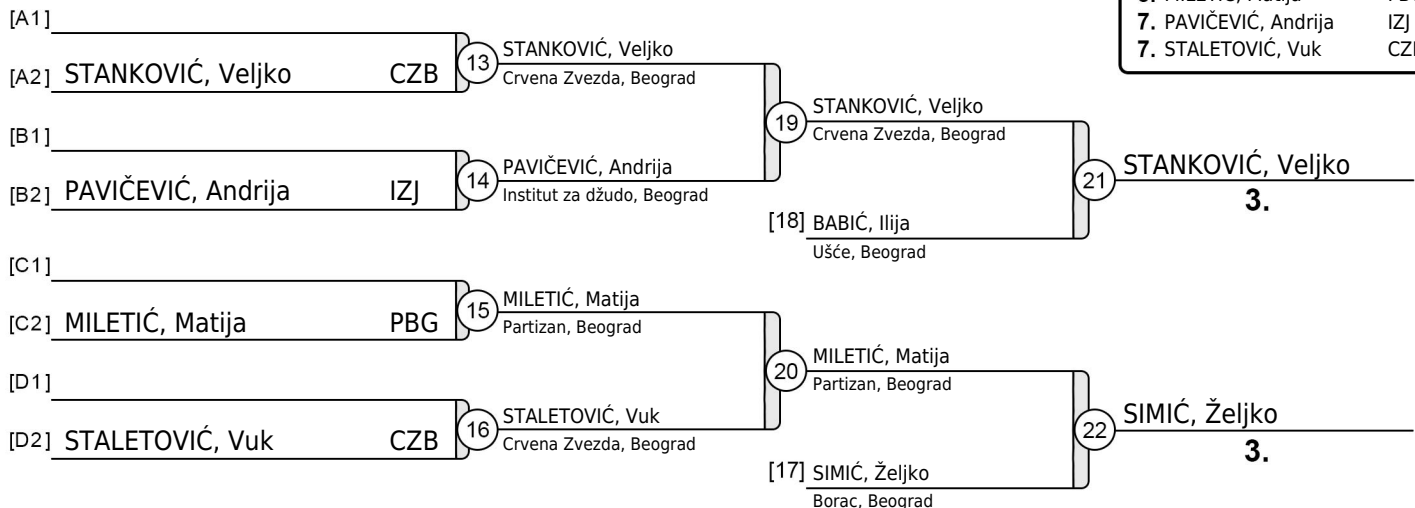 [A1]
[A2] STANKOVIĆ, Veljko CZB
13
STANKOVIĆ, Veljko
Crvena Zvezda, Beograd
[B1]
[B2] PAVIČEVIĆ, Andrija IZJ
14
PAVIČEVIĆ, Andrija
Institut za džudo, Beograd
19
STANKOVIĆ, Veljko
Crvena Zvezda, Beograd
[18] BABIĆ, Ilija
Ušće, Beograd
21
STANKOVIĆ, Veljko
3.
[C1]
[C2] MILETIĆ, Matija PBG
15
MILETIĆ, Matija
Partizan, Beograd
[D1]
[D2] STALETOVIĆ, Vuk CZB
16
STALETOVIĆ, Vuk
Crvena Zvezda, Beograd
20
MILETIĆ, Matija
Partizan, Beograd
[17] SIMIĆ, Željko
Borac, Beograd
22
SIMIĆ, Željko
3.
7. PAVIČEVIĆ, Andrija IZJ
7. STALETOVIĆ, Vuk